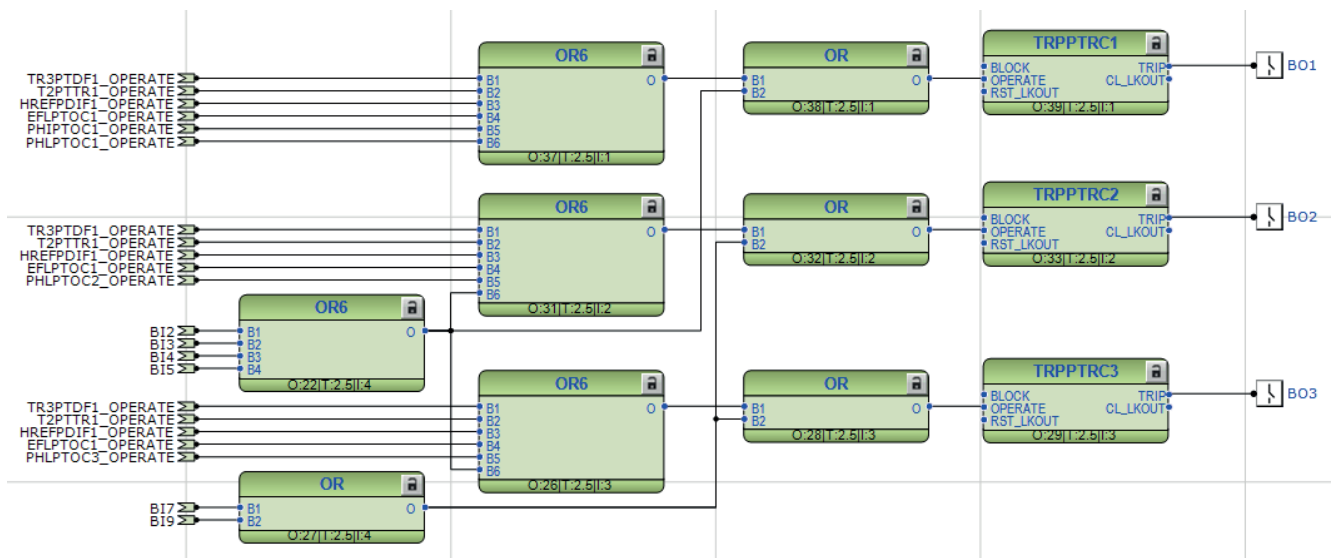 OR6
TR3PTDF1_OPERATE
T2PTTR1_OPERATE
HREFPDIF1_OPERATE
EFLPTOC1_OPERATE
PHIPTOC1_OPERATE
PHLPTOC1_OPERATE
B1
B2
B3
B4
B5
B6
O
O:37|T:2.5|I:1
OR
B1
B2
O
O:38|T:2.5|I:1
TRPPTRC1
BLOCK
OPERATE
RST_LKOUT
TRIP
CL_LKOUT
O:39|T:2.5|I:1
BO1
OR6
TR3PTDF1_OPERATE
T2PTTR1_OPERATE
HREFPDIF1_OPERATE
EFLPTOC1_OPERATE
PHLPTOC2_OPERATE
B1
B2
B3
B4
B5
B6
O
O:31|T:2.5|I:2
OR
B1
B2
O
O:32|T:2.5|I:2
TRPPTRC2
BLOCK
OPERATE
RST_LKOUT
TRIP
CL_LKOUT
O:33|T:2.5|I:2
BO2
OR6
BI2
BI3
BI4
BI5
B1
B2
B3
B4
O
O:22|T:2.5|I:4
OR6
TR3PTDF1_OPERATE
T2PTTR1_OPERATE
HREFPDIF1_OPERATE
EFLPTOC1_OPERATE
PHLPTOC3_OPERATE
B1
B2
B3
B4
B5
B6
O
O:26|T:2.5|I:3
OR
B1
B2
O
O:28|T:2.5|I:3
TRPPTRC3
BLOCK
OPERATE
RST_LKOUT
TRIP
CL_LKOUT
O:29|T:2.5|I:3
BO3
OR
BI7
BI9
B1
B2
O
O:27|T:2.5|I:4